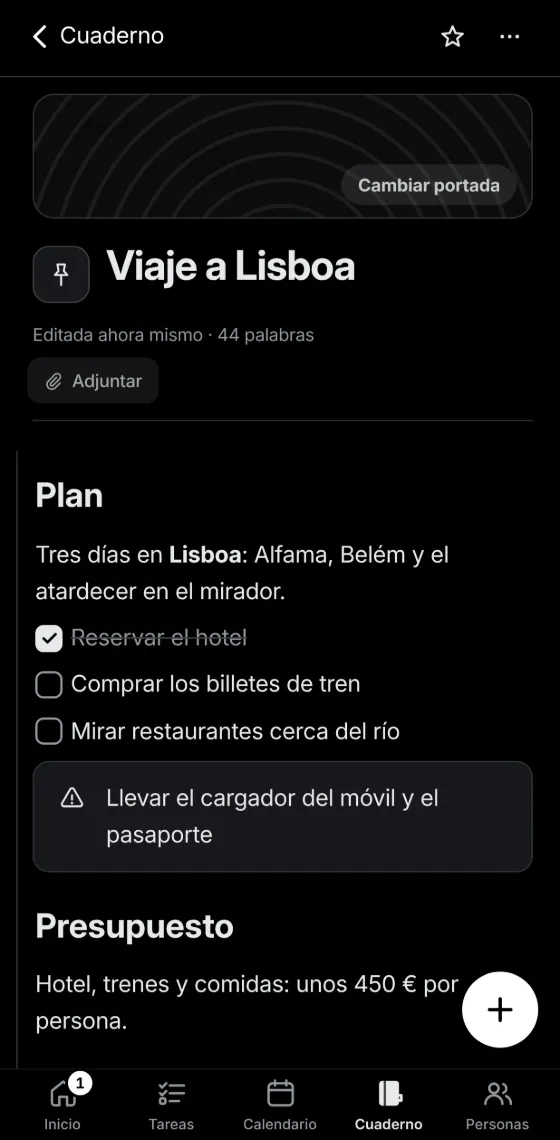 Cuaderno
Cambiar portada
Viaje a Lisboa
Editada ahora mismo · 44 palabras
Adjuntar
Plan
Tres días en Lisboa: Alfama, Belém y el
atardecer en el mirador.
Reservar el hotel
Comprar los billetes de tren
Mirar restaurantes cerca del río
Llevar el cargador del móvil y el
pasaporte
Presupuesto
Hotel, trenes y comidas: unos 450 € por
persona.
1
Inicio
Tareas
Calendario
Cuaderno
Personas